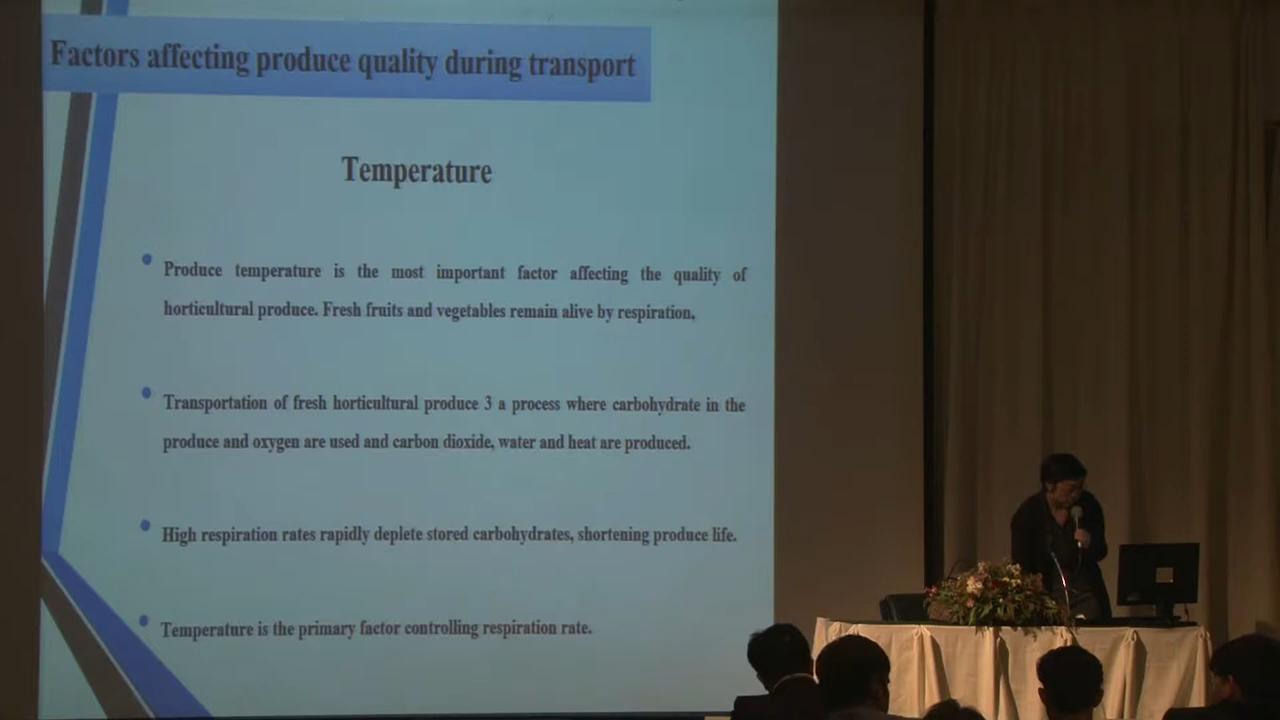 Factors affecting produce quality during transport
Temperature
Produce temperature is the most important factor affecting the quality of
horticultural produce. Fresh fruits and vegetables remain alive by respiration,
Transportation of fresh horticultural produce 3 a process where carbohydrate in the
produce and oxygen are used and carbon dioxide, water and heat are produced.
High respiration rates rapidly deplete stored carbohydrates, shortening produce life.
Temperature is the primary factor controlling respiration rate.